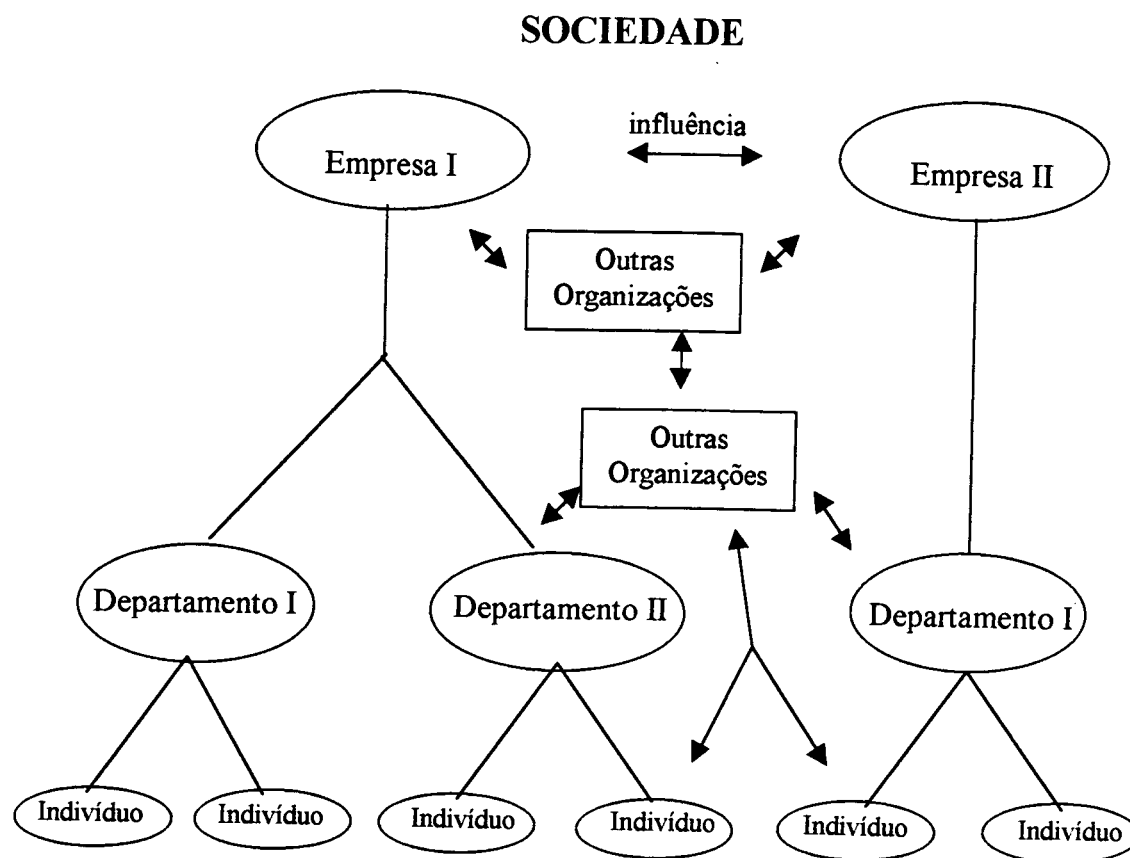 SOCIEDADE
influência
Empresa I
Empresa II
Outras
Organizações
Outras
Organizações
Departamento I
Departamento II
Departamento I
Indivíduo
Indivíduo
Indivíduo
Indivíduo
Indivíduo
Indivíduo